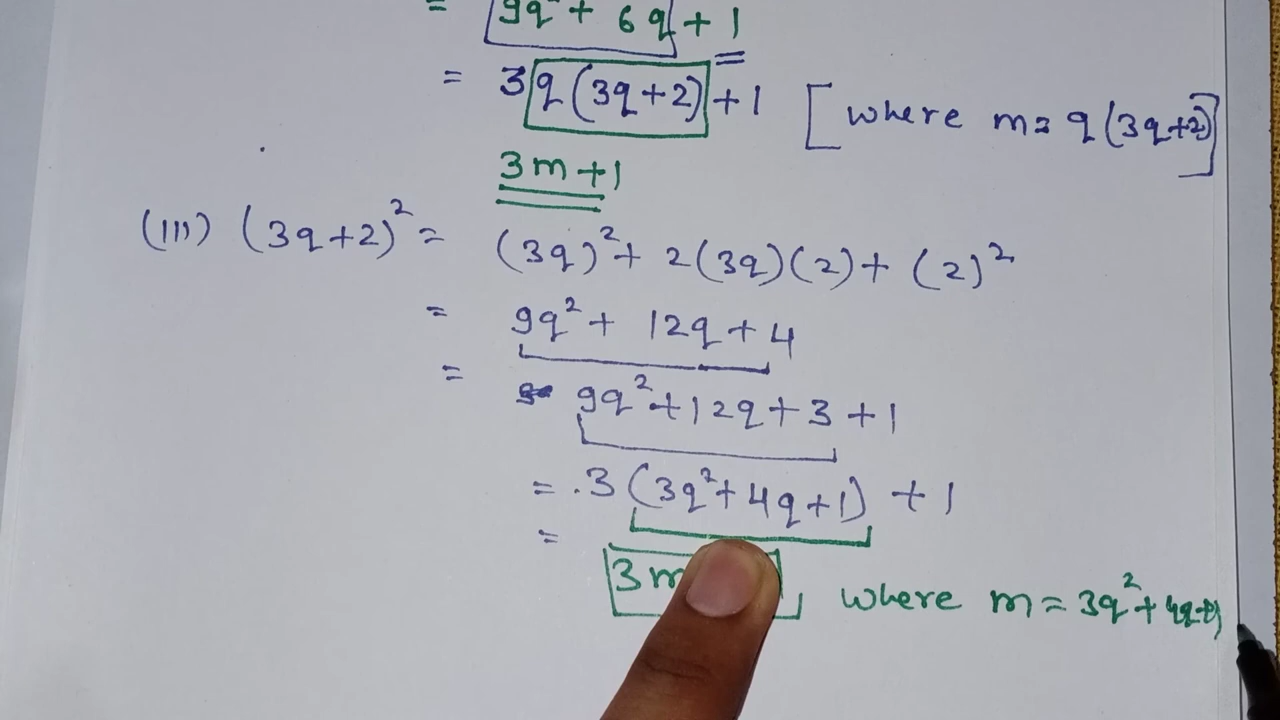 = 9q² + 6q + 1
= 3q(3q+2) + 1 [where m = q(3q+2)]
3m+1
(III) (3q+2)² = (3q)² + 2(3q)(2) + (2)²
= 9q² + 12q + 4
= 9q² + 12q + 3 + 1
= .3(3q² + 4q + 1) + 1
= 3m , where m = 3q² + 4q+1